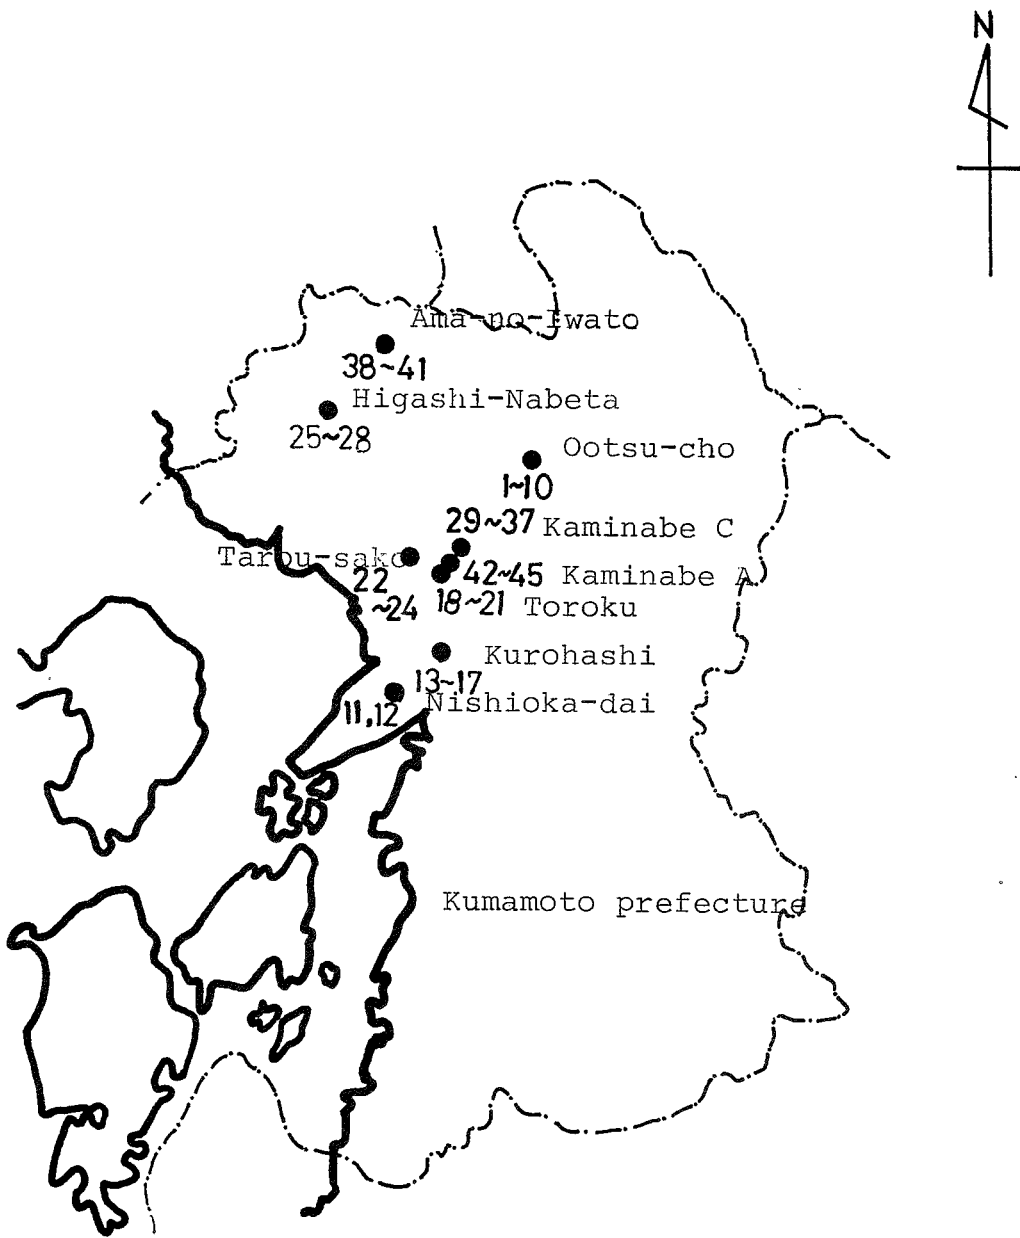 N
Ama-no-Iwato
38~41
Higashi-Nabeta
25~28
Ootsu-cho
1~10
29~37 Kaminabe C
Tarou-sako
22
~24
42~45 Kaminabe A
18~21 Toroku
Kurohashi
13~17
11,12 Nishioka-dai
Kumamoto prefecture